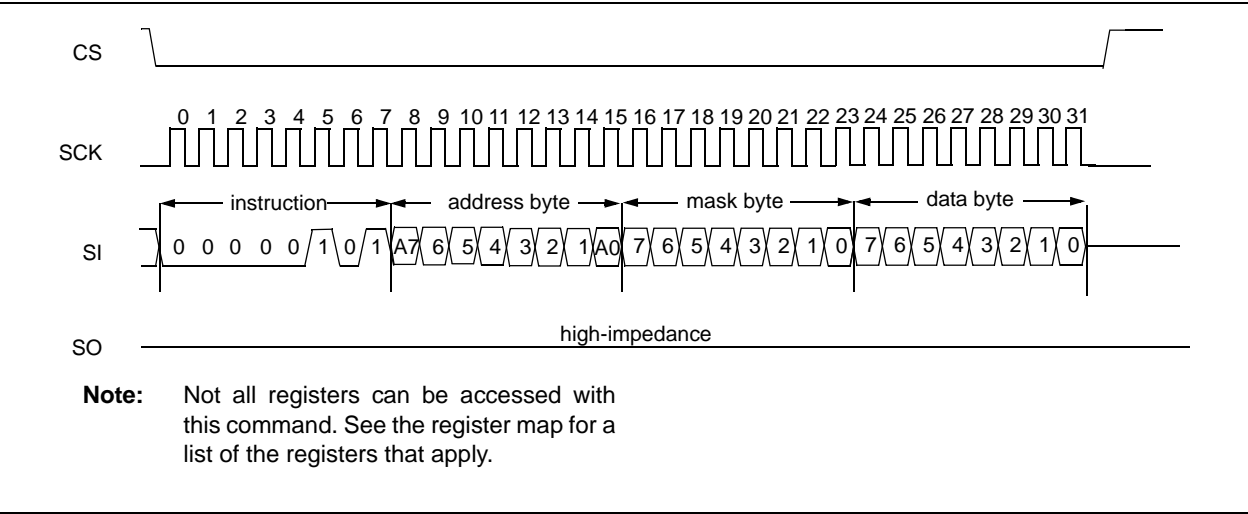 CS
0 1 2 3 4 5 6 7 8 9 10 11 12 13 14 15 16 17 18 19 20 21 22 23 24 25 26 27 28 29 30 31
SCK
instruction address byte mask byte data byte
SI 0 0 0 0 0 1 0 1 A7 6 5 4 3 2 1 A0 7 6 5 4 3 2 1 0 7 6 5 4 3 2 1 0
high-impedance
SO
Note: Not all registers can be accessed with
this command. See the register map for a
list of the registers that apply.